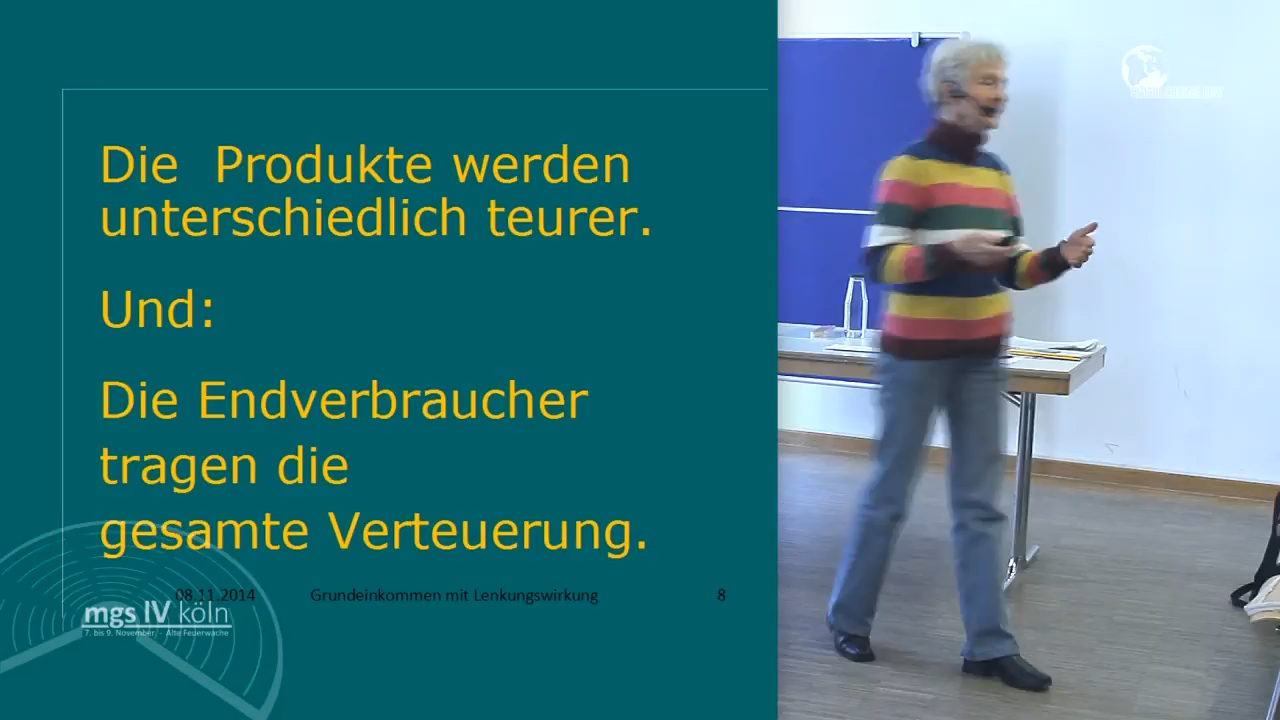 Die Produkte werden
unterschiedlich teurer.
Und:
Die Endverbraucher
tragen die
gesamte Verteuerung.
08.11.2014 Grundeinkommen mit Lenkungswirkung 8
mgs IV köln
7. bis 9. November - Alte Feuerwache